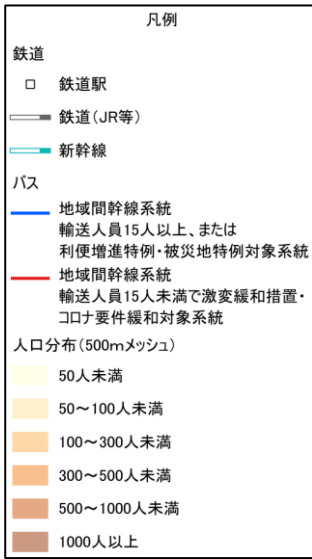 凡例
鉄道
鉄道駅
鉄道(JR等)
新幹線
バス
地域間幹線系統
輸送人員15人以上、または
利便増進特例・被災地特例対象系統
地域間幹線系統
輸送人員15人未満で激変緩和措置・
コロナ要件緩和対象系統
人口分布(500mメッシュ)
50人未満
50～100人未満
100～300人未満
300～500人未満
500～1000人未満
1000人以上